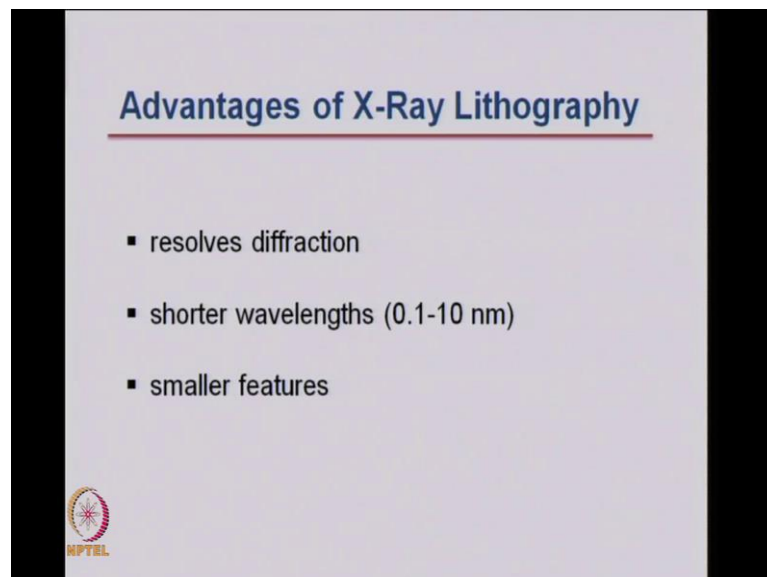 Advantages of X-Ray Lithography
▪ resolves diffraction
▪ shorter wavelengths (0.1-10 nm)
▪ smaller features
NPTEL